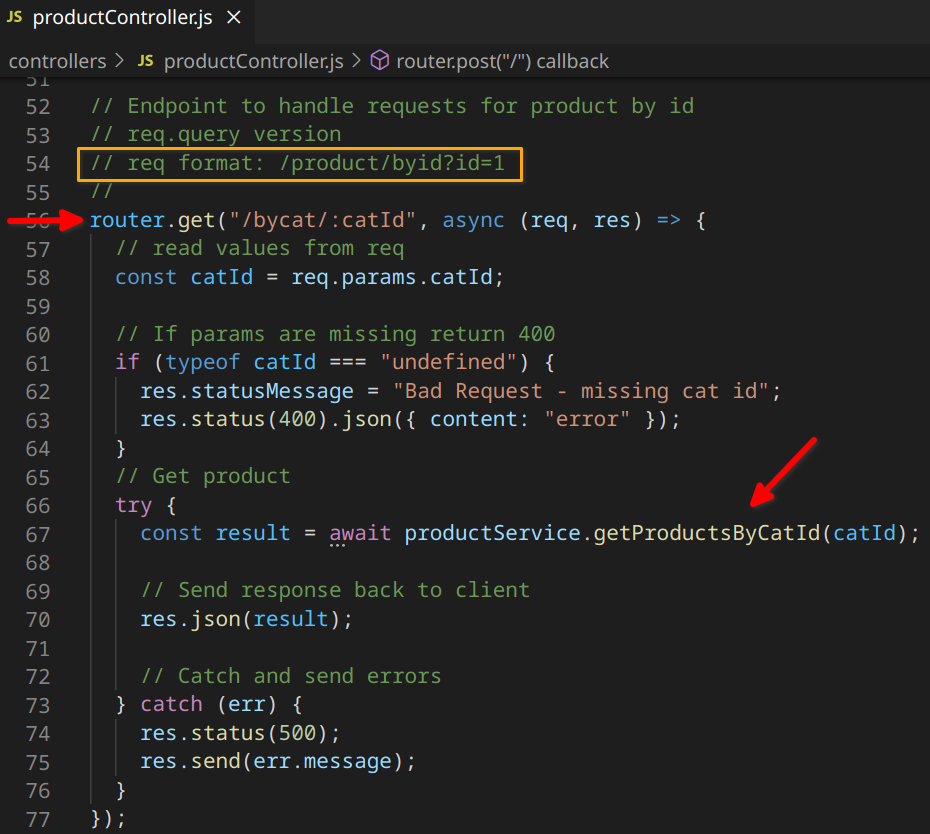 JS productController.js ×
controllers > JS productController.js > router.post("/") callback
51
52 // Endpoint to handle requests for product by id
53 // req.query version
54 // req format: /product/byid?id=1
55 //
56 router.get("/bycat/:catId", async (req, res) => {
57 // read values from req
58 const catId = req.params.catId;
59
60 // If params are missing return 400
61 if (typeof catId === "undefined") {
62 res.statusMessage = "Bad Request - missing cat id";
63 res.status(400).json({ content: "error" });
64 }
65 // Get product
66 try {
67 const result = await productService.getProductsByCatId(catId);
68
69 // Send response back to client
70 res.json(result);
71
72 // Catch and send errors
73 } catch (err) {
74 res.status(500);
75 res.send(err.message);
76 }
77 });